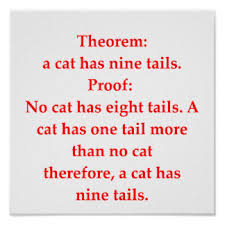 Theorem:
a cat has nine tails.
Proof:
No cat has eight tails. A
cat has one tail more
than no cat
therefore, a cat has
nine tails.